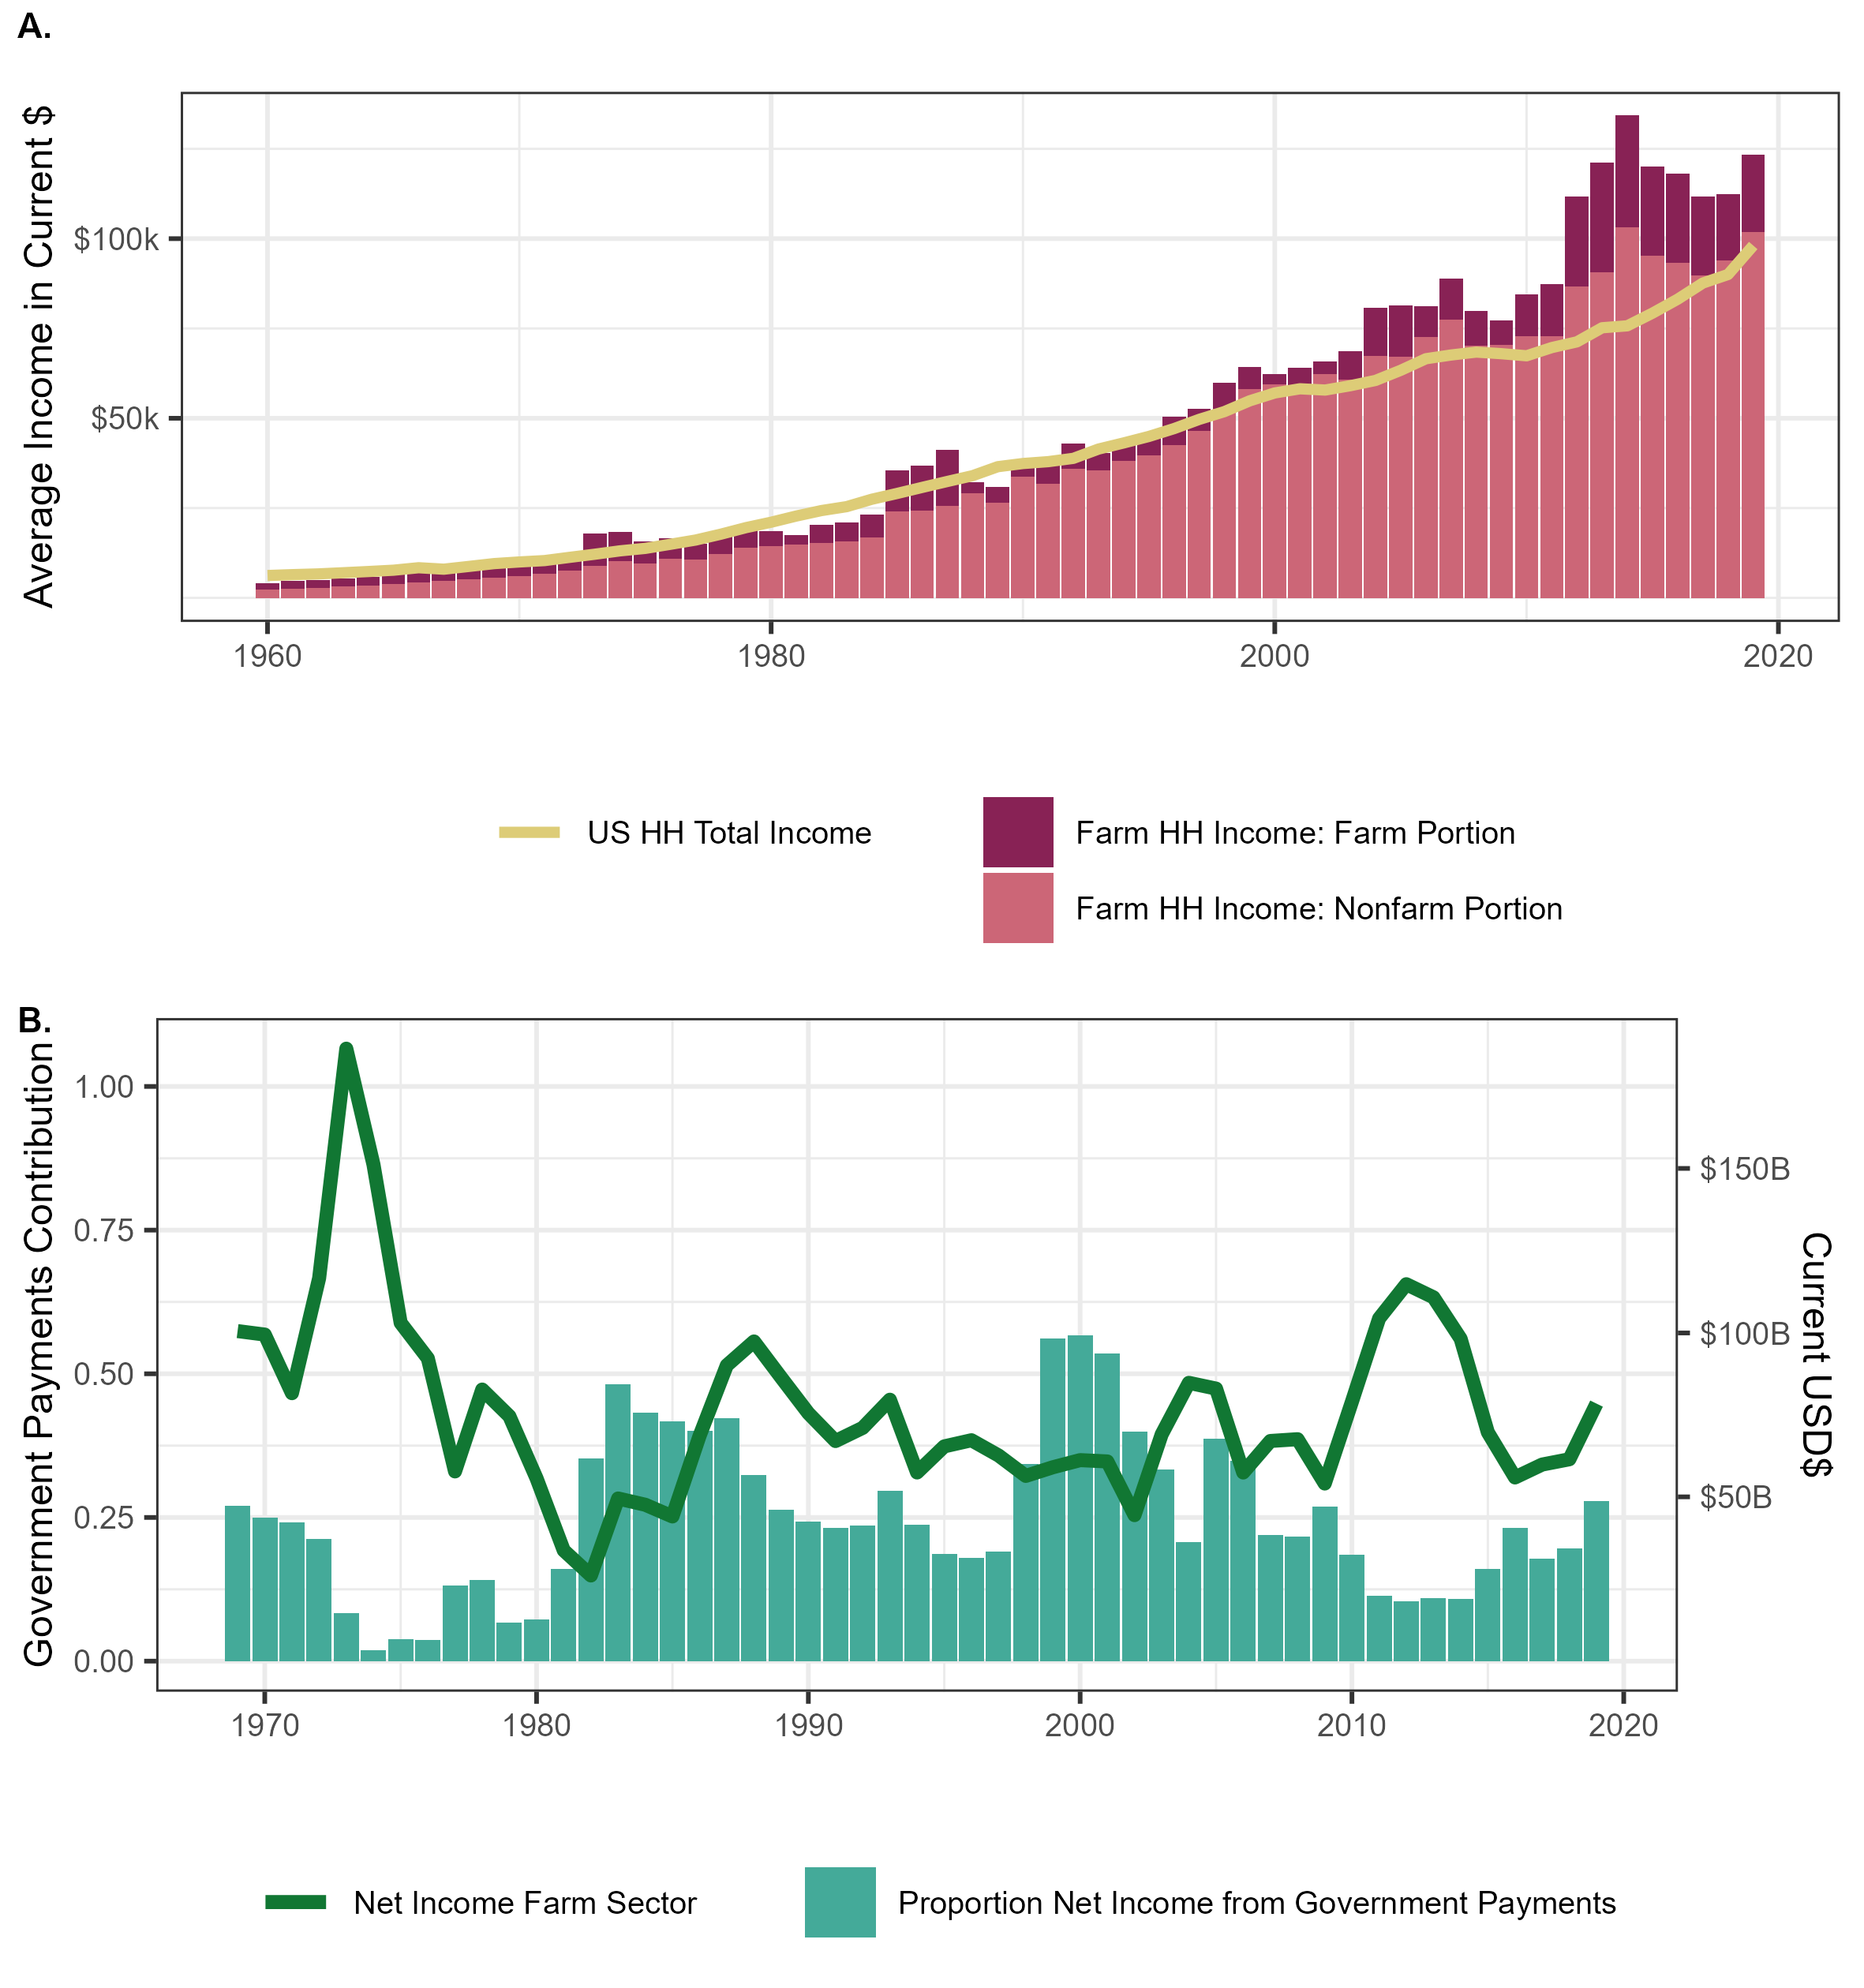 A.
Average Income in Current $
$100k
$50k
1960
1980
2000
2020
US HH Total Income
Farm HH Income: Farm Portion
Farm HH Income: Nonfarm Portion
B.
Government Payments Contribution
1.00
0.75
0.50
0.25
0.00
$150B
$100B
$50B
Current USD$
1970
1980
1990
2000
2010
2020
Net Income Farm Sector
Proportion Net Income from Government Payments